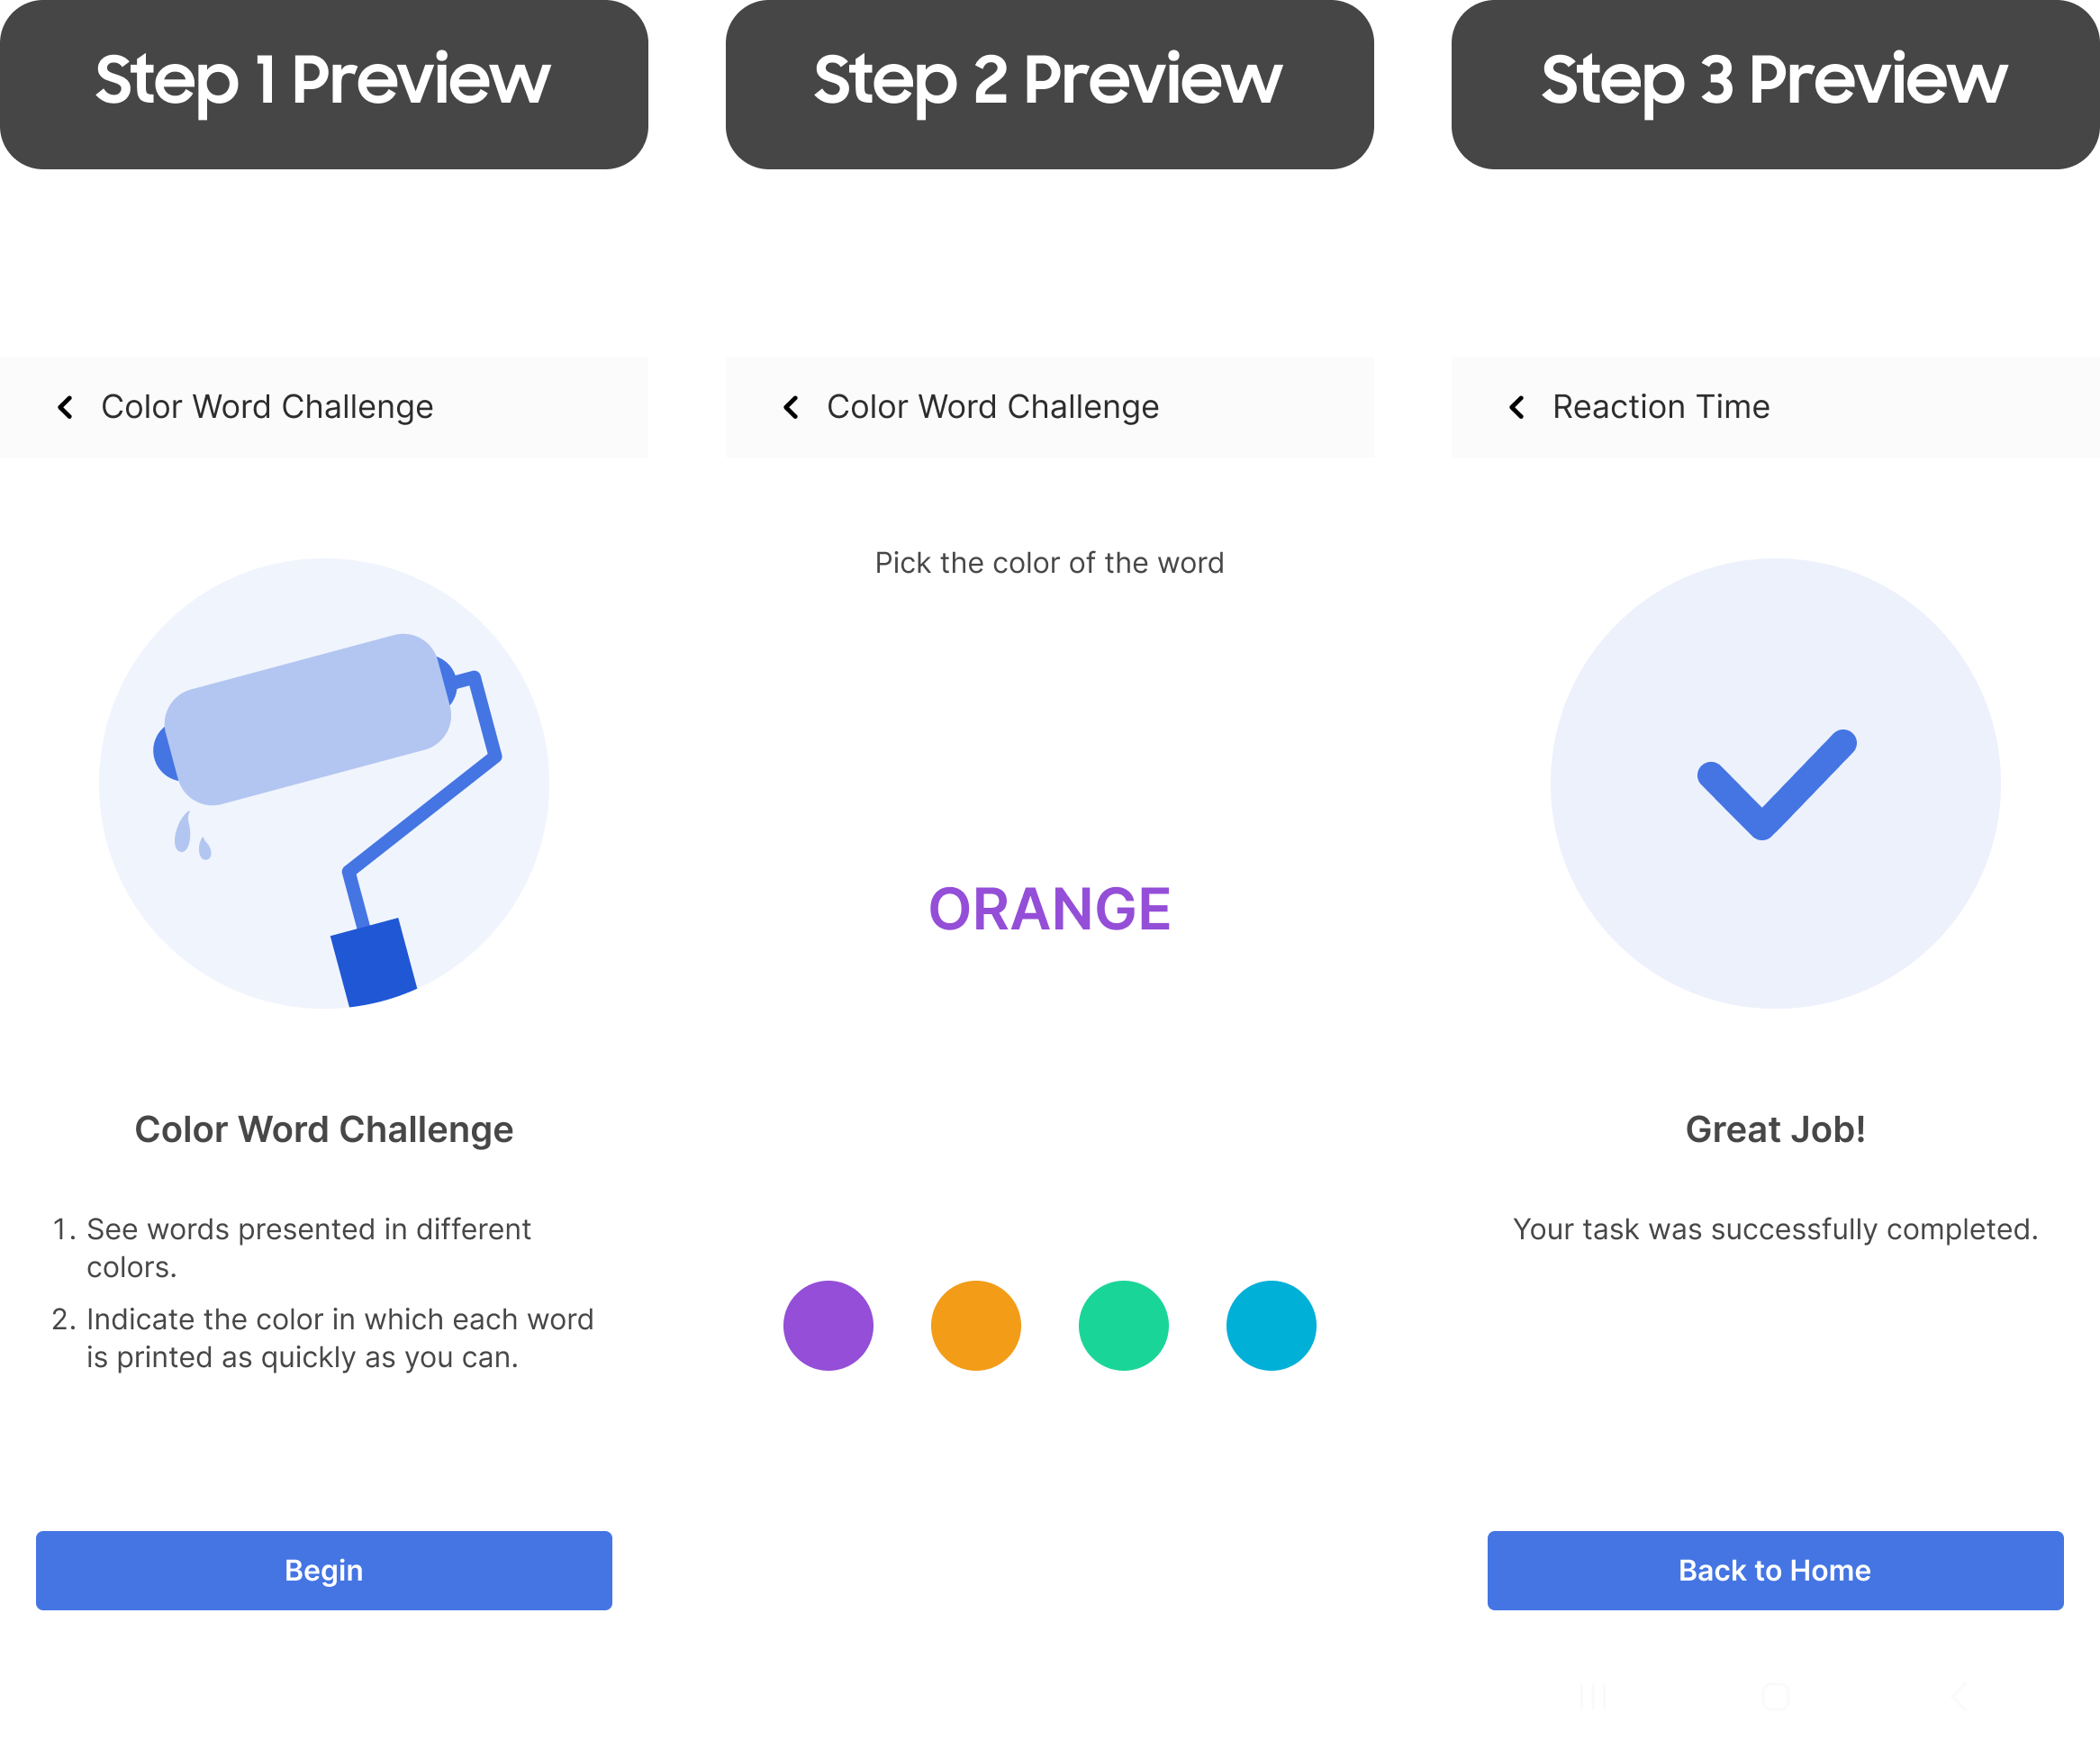 Step 1 Preview
Color Word Challenge
Color Word Challenge
1. See words presented in different
colors.
2. Indicate the color in which each word
is printed as quickly as you can.
Begin
Step 2 Preview
Color Word Challenge
Pick the color of the word
ORANGE
Step 3 Preview
Reaction Time
Great Job!
Your task was successfully completed.
Back to Home